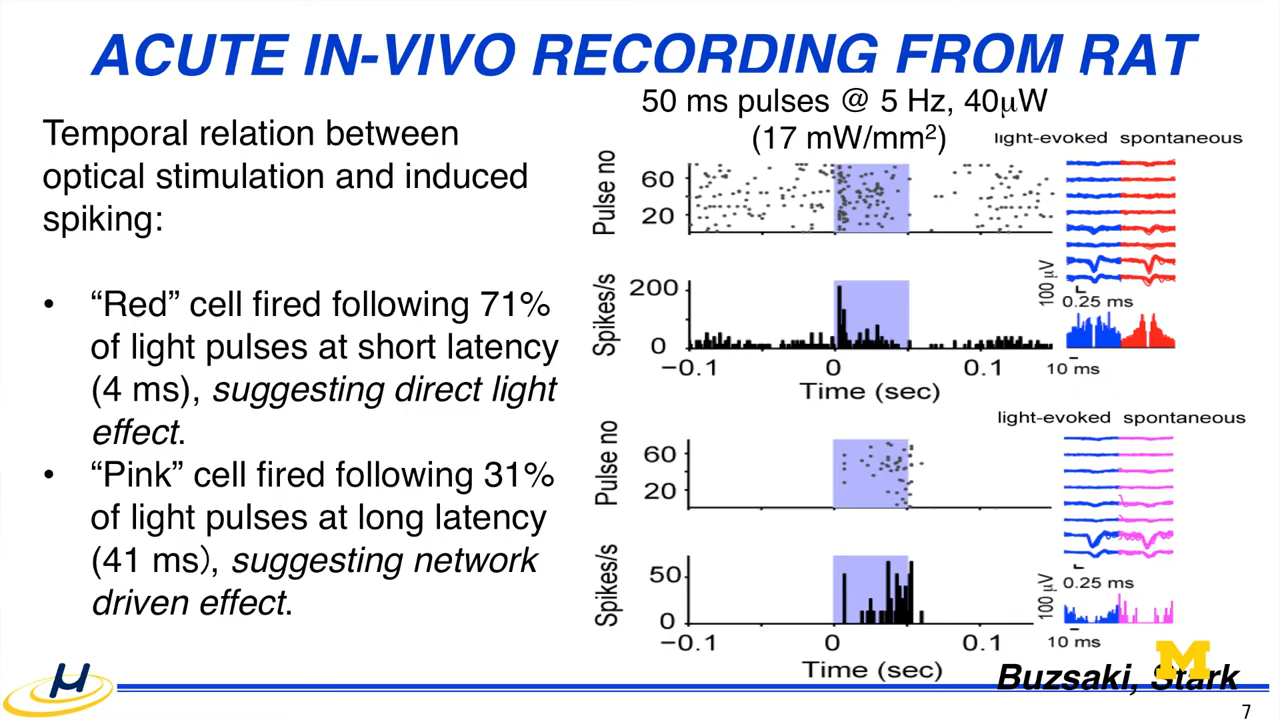 ACUTE IN-VIVO RECORDING FROM RAT
Temporal relation between
optical stimulation and induced
spiking:
• “Red” cell fired following 71%
of light pulses at short latency
(4 ms), suggesting direct light
effect.
• “Pink” cell fired following 31%
of light pulses at long latency
(41 ms), suggesting network
driven effect.
50 ms pulses @ 5 Hz, 40μW
(17 mW/mm²)
light-evoked spontaneous
Pulse no
60
20
Spikes/s
200
0
−0.1 0 0.1
Time (sec)
100 μV
0.25 ms
10 ms
light-evoked spontaneous
Pulse no
60
20
Spikes/s
50
0
−0.1 0 0.1
Time (sec)
100 μV
0.25 ms
10 ms
μ
M
Buzsaki, Stark
7